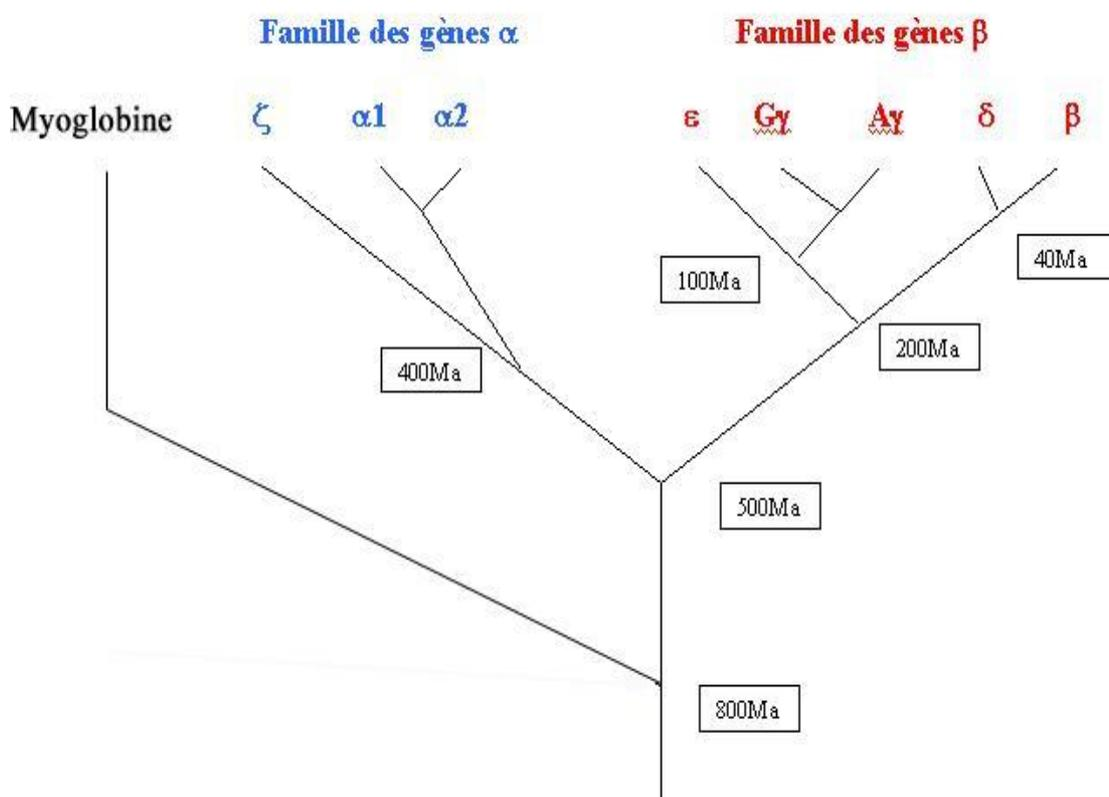 Famille des gènes α
Famille des gènes β
Myoglobine
ζ
α1
α2
ε
Gγ
Aγ
δ
β
100Ma
40Ma
200Ma
400Ma
500Ma
800Ma